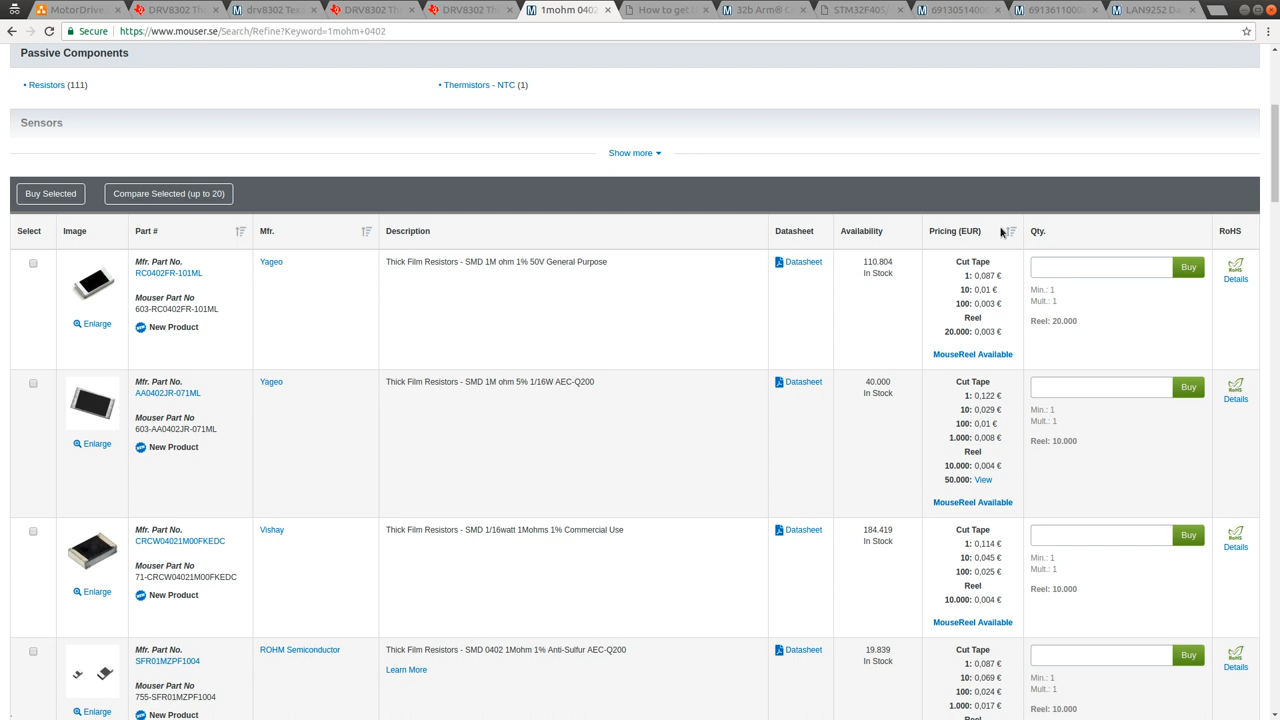 MotorDrive
DRV8302 Th
drv8302 Tex
DRV8302 Th
DRV8302 Th
1mohm 0402
How to get
32b Arm® C
STM32F405/
6913051400
6913611000
LAN9252 Da
Secure
https://www.mouser.se/Search/Refine?Keyword=1mohm+0402
Passive Components
• Resistors (111)
• Thermistors - NTC (1)
Sensors
Show more
Buy Selected
Compare Selected (up to 20)
Select
Image
Part #
Mfr.
Description
Datasheet
Availability
Pricing (EUR)
Qty.
RoHS
Enlarge
Mfr. Part No.
RC0402FR-101ML
Mouser Part No
603-RC0402FR-101ML
New Product
Yageo
Thick Film Resistors - SMD 1M ohm 1% 50V General Purpose
Datasheet
110.804
In Stock
Cut Tape
1: 0,087 €
10: 0,01 €
100: 0,003 €
Reel
20.000: 0,003 €
MouseReel Available
Buy
Min.: 1
Mult.: 1
Reel: 20.000
RoHS
Details
Enlarge
Mfr. Part No.
AA0402JR-071ML
Mouser Part No
603-AA0402JR-071ML
New Product
Yageo
Thick Film Resistors - SMD 1M ohm 5% 1/16W AEC-Q200
Datasheet
40.000
In Stock
Cut Tape
1: 0,122 €
10: 0,029 €
100: 0,01 €
1.000: 0,008 €
Reel
10.000: 0,004 €
50.000: View
MouseReel Available
Buy
Min.: 1
Mult.: 1
Reel: 10.000
RoHS
Details
Enlarge
Mfr. Part No.
CRCW04021M00FKEDC
Mouser Part No
71-CRCW04021M00FKEDC
New Product
Vishay
Thick Film Resistors - SMD 1/16watt 1Mohms 1% Commercial Use
Datasheet
184.419
In Stock
Cut Tape
1: 0,114 €
10: 0,045 €
100: 0,025 €
Reel
10.000: 0,004 €
MouseReel Available
Buy
Min.: 1
Mult.: 1
Reel: 10.000
RoHS
Details
Enlarge
Mfr. Part No.
SFR01MZPF1004
Mouser Part No
755-SFR01MZPF1004
New Product
ROHM Semiconductor
Thick Film Resistors - SMD 0402 1Mohm 1% Anti-Sulfur AEC-Q200
Learn More
Datasheet
19.839
In Stock
Cut Tape
1: 0,087 €
10: 0,069 €
100: 0,024 €
1.000: 0,017 €
Reel
Buy
Min.: 1
Mult.: 1
Reel: 10.000
RoHS
Details